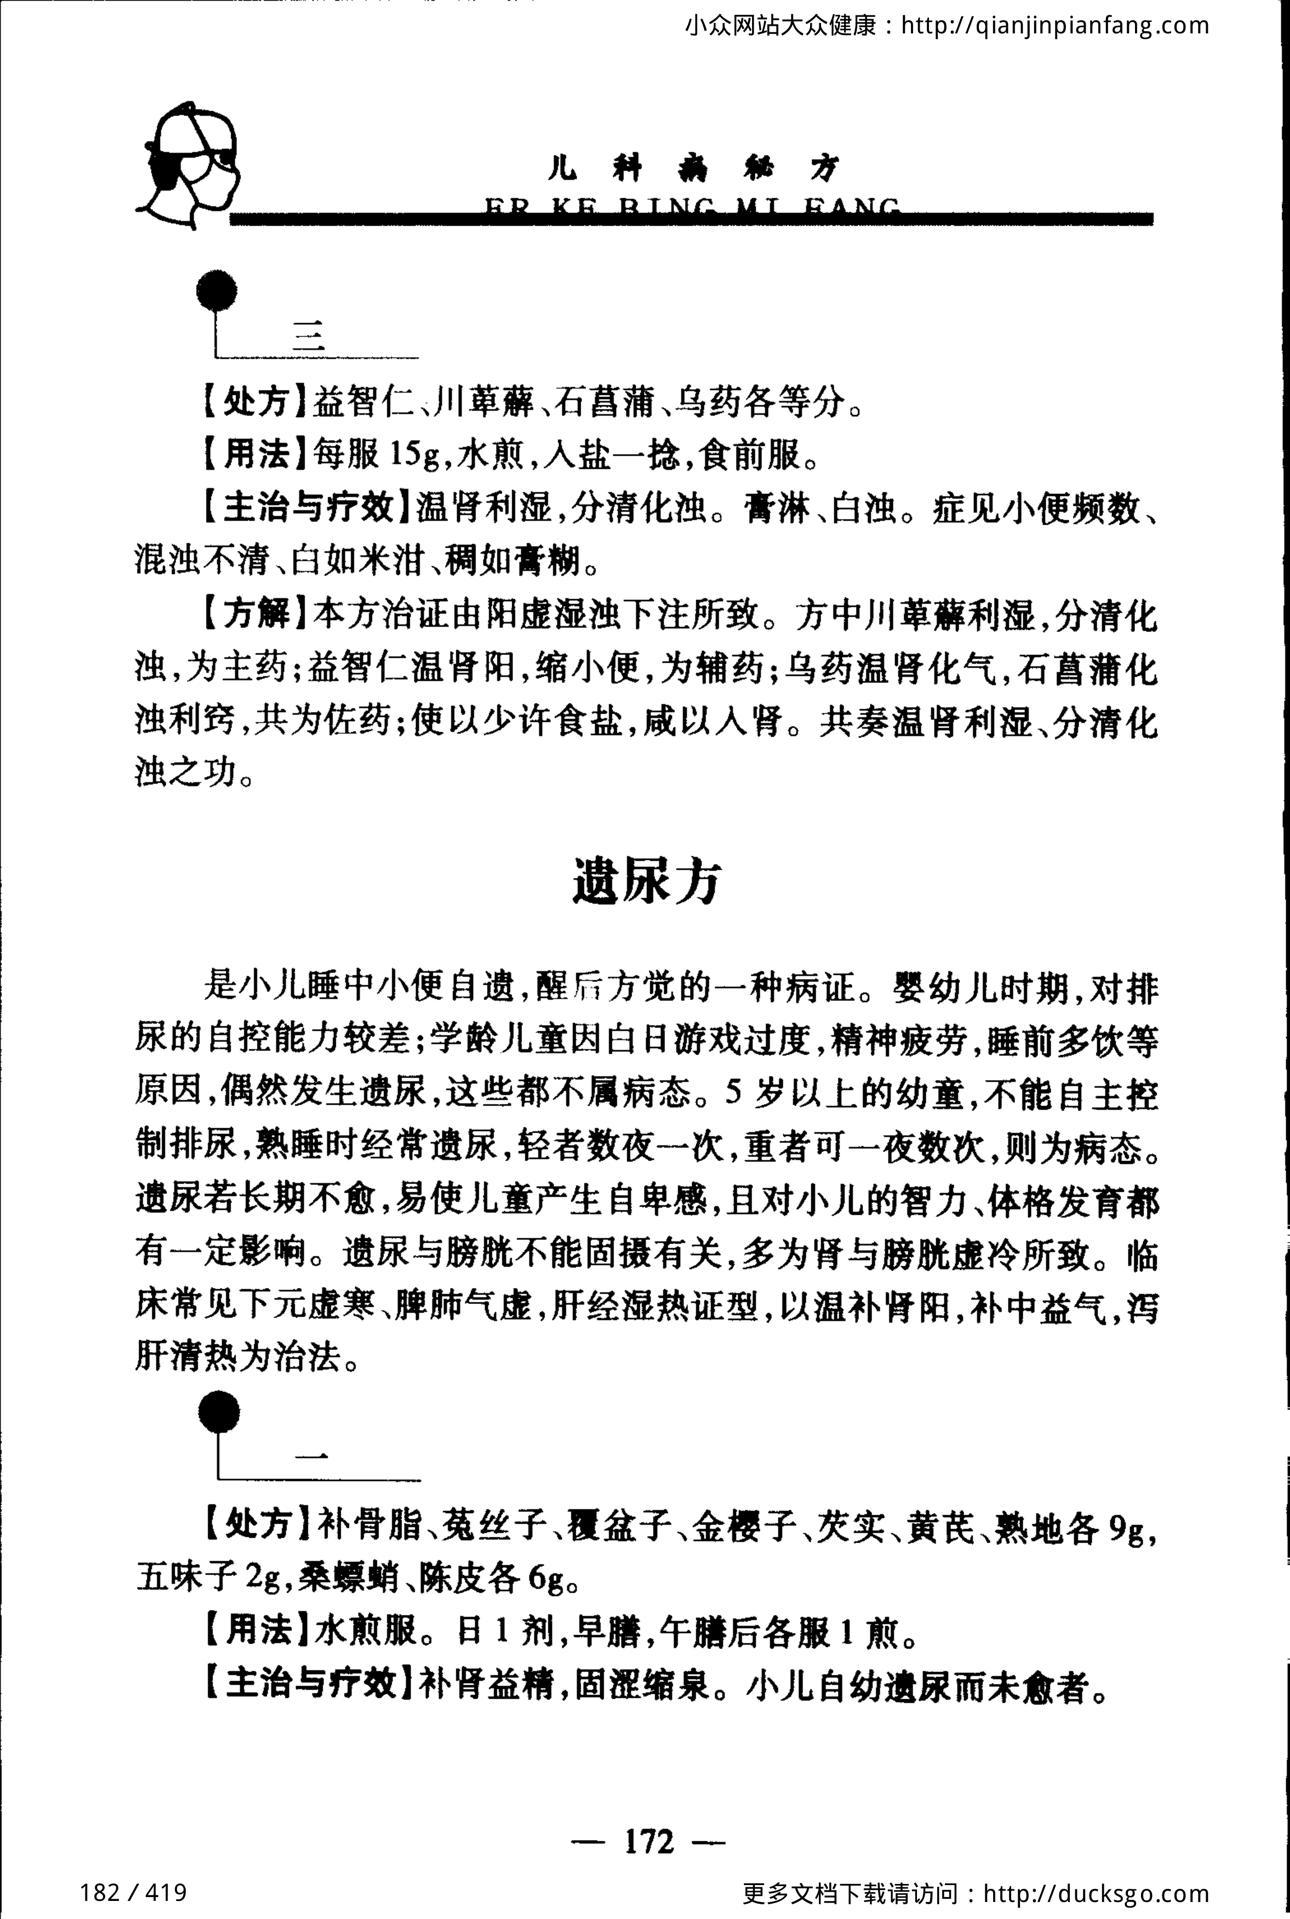 小众网站大众健康：http://qianjinpianfang.com
儿科病秘方
ER KE BING MI FANG
三
【处方】益智仁、川萆薢、石菖蒲、乌药各等分。
【用法】每服 15g，水煎，入盐一捻，食前服。
【主治与疗效】温肾利湿，分清化浊。膏淋、白浊。症见小便频数、
混浊不清、白如米泔、稠如膏糊。
【方解】本方治证由阳虚湿浊下注所致。方中川萆薢利湿，分清化
浊，为主药；益智仁温肾阳，缩小便，为辅药；乌药温肾化气，石菖蒲化
浊利窍，共为佐药；使以少许食盐，咸以入肾。共奏温肾利湿、分清化
浊之功。
遗尿方
是小儿睡中小便自遗，醒后方觉的一种病证。婴幼儿时期，对排
尿的自控能力较差；学龄儿童因白日游戏过度，精神疲劳，睡前多饮等
原因，偶然发生遗尿，这些都不属病态。5 岁以上的幼童，不能自主控
制排尿，熟睡时经常遗尿，轻者数夜一次，重者可一夜数次，则为病态。
遗尿若长期不愈，易使儿童产生自卑感，且对小儿的智力、体格发育都
有一定影响。遗尿与膀胱不能固摄有关，多为肾与膀胱虚冷所致。临
床常见下元虚寒、脾肺气虚，肝经湿热证型，以温补肾阳，补中益气，泻
肝清热为治法。
一
【处方】补骨脂、菟丝子、覆盆子、金樱子、芡实、黄芪、熟地各 9g，
五味子 2g，桑螵蛸、陈皮各 6g。
【用法】水煎服。日 1 剂，早膳，午膳后各服 1 煎。
【主治与疗效】补肾益精，固涩缩泉。小儿自幼遗尿而未愈者。
— 172 —
182 / 419
更多文档下载请访问：http://ducksgo.com